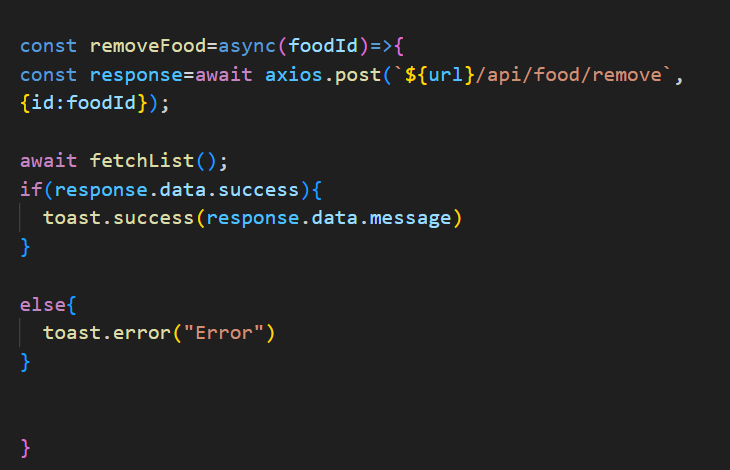 const removeFood=async(foodId)=>{
const response=await axios.post(`${url}/api/food/remove`,
{id:foodId});
await fetchList();
if(response.data.success){
toast.success(response.data.message)
}
else{
toast.error("Error")
}
}